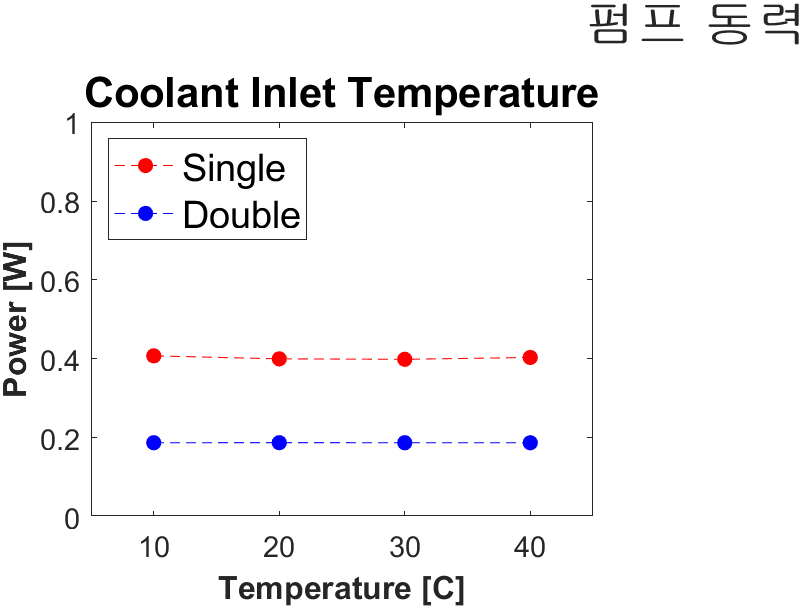 펌프 동력
Coolant Inlet Temperature
1
Single
0.8
Double
0.6
Power [W]
0.4
0.2
0
10 20 30 40
Temperature [C]